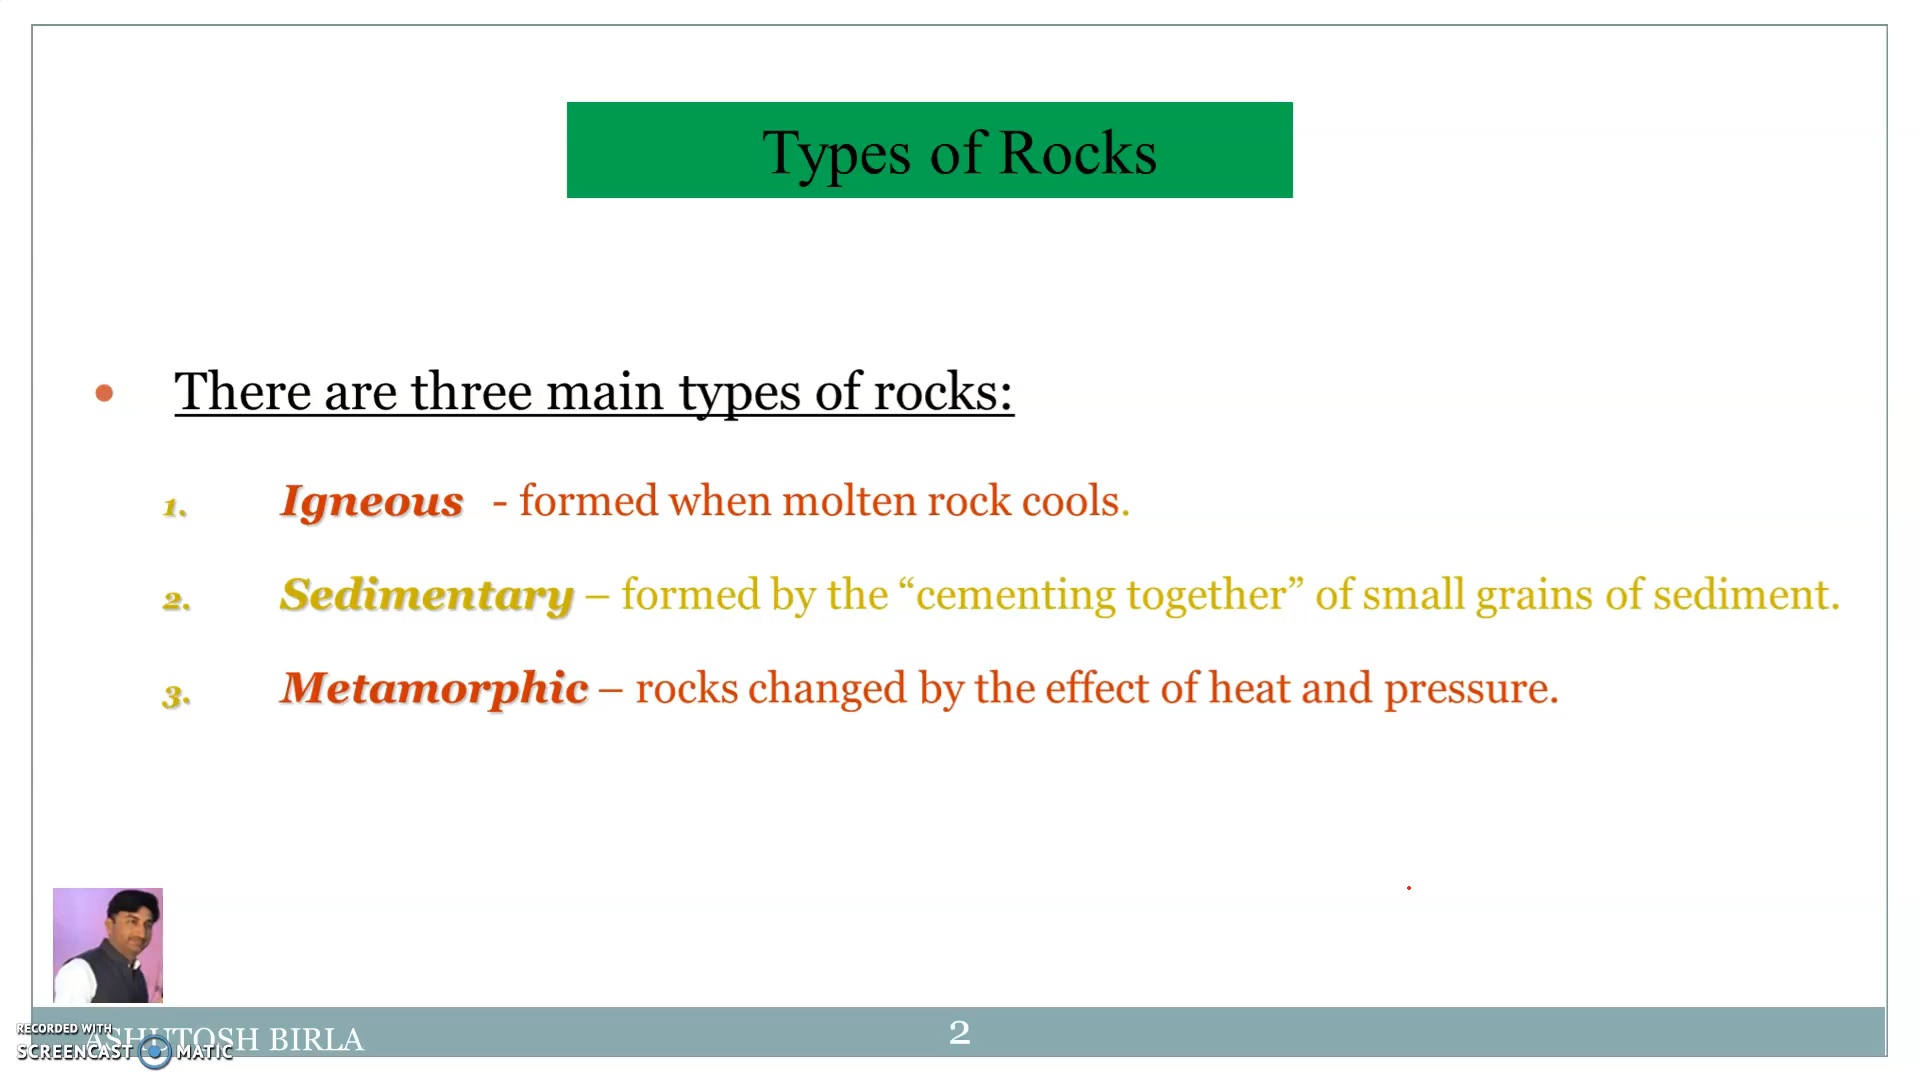 Types of Rocks
There are three main types of rocks:
1. Igneous - formed when molten rock cools.
2. Sedimentary – formed by the “cementing together” of small grains of sediment.
3. Metamorphic – rocks changed by the effect of heat and pressure.
ASHUTOSH BIRLA
2
RECORDED WITH
SCREENCAST MATIC